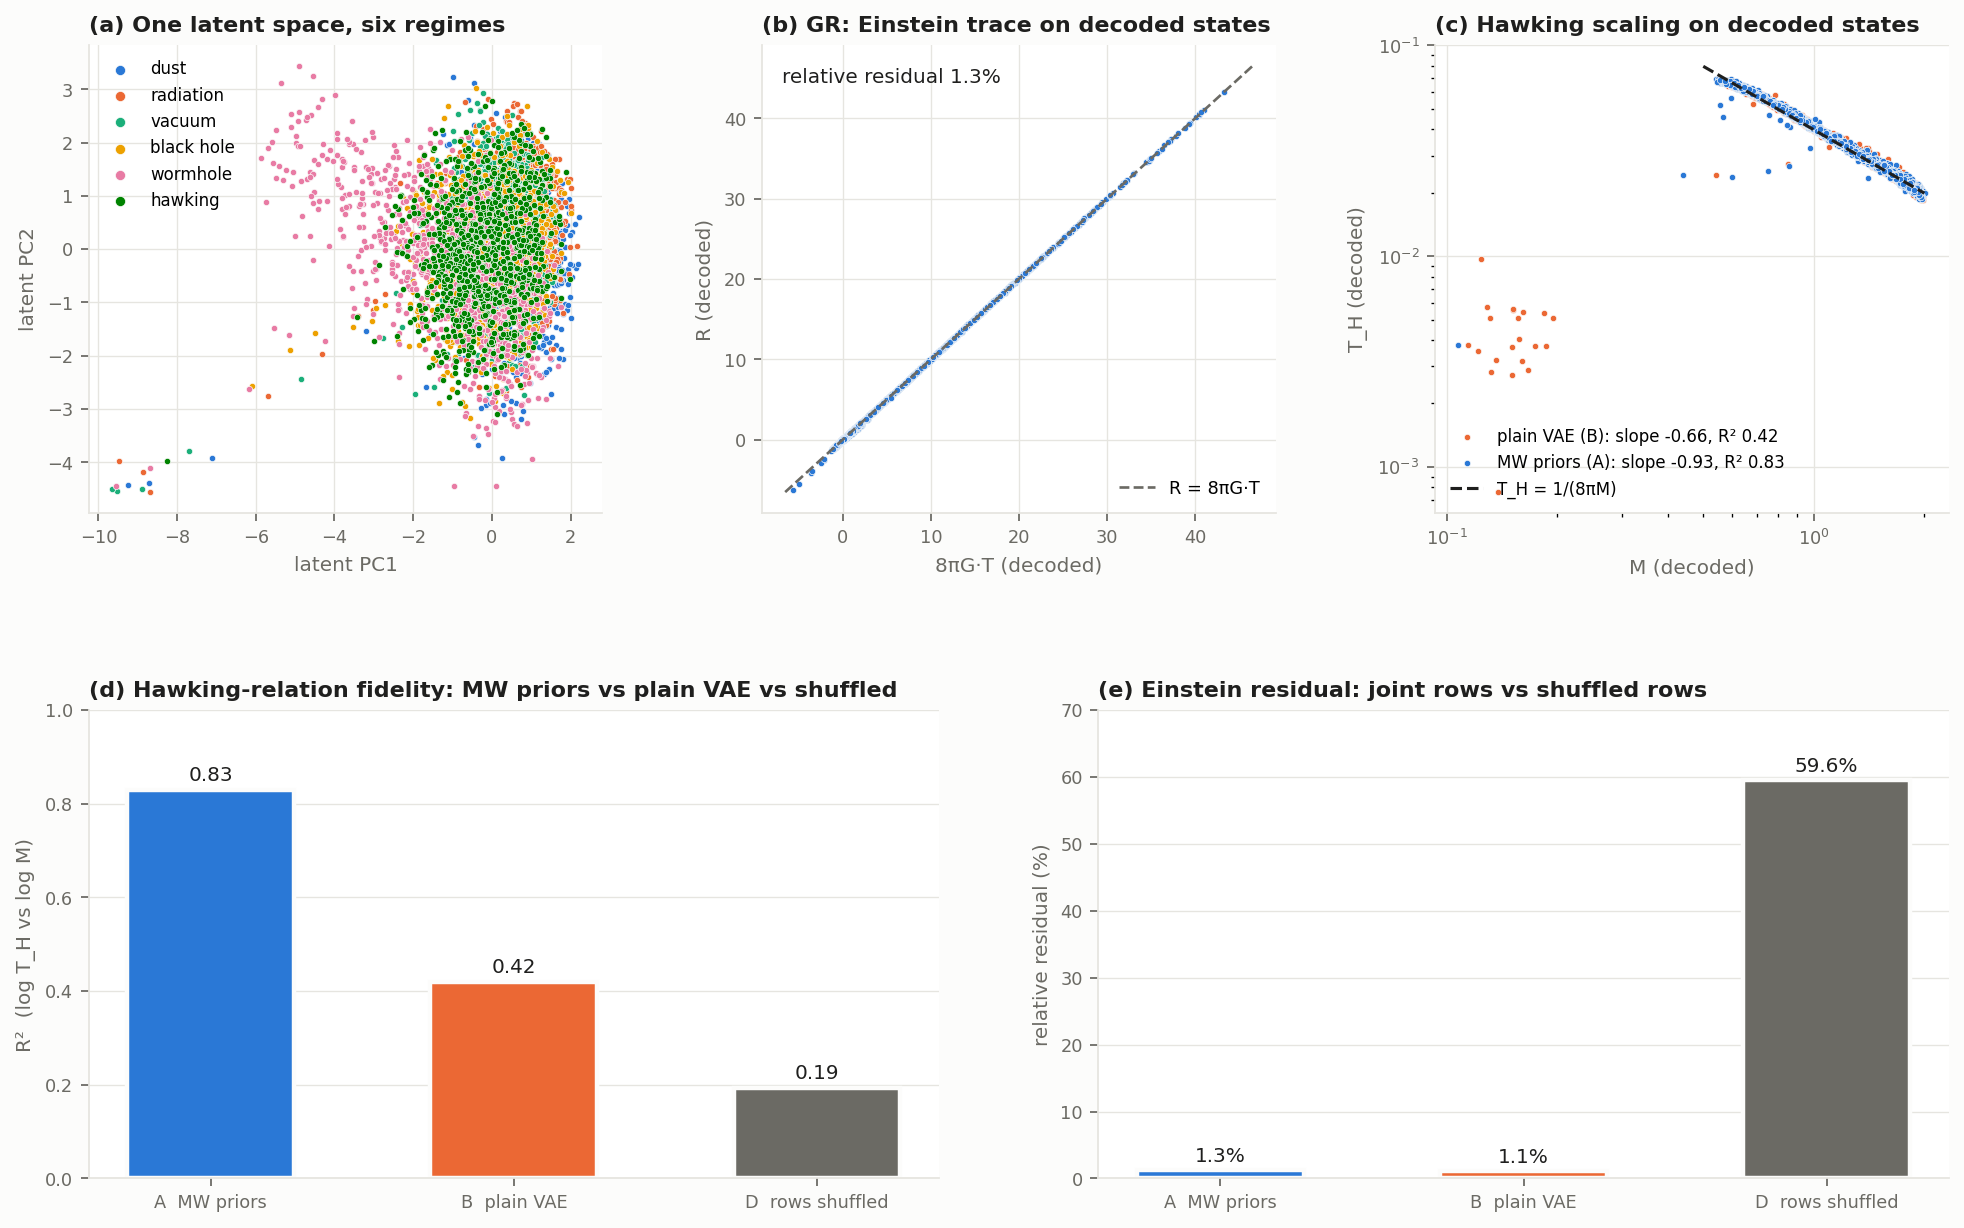 (a) One latent space, six regimes
dust
radiation
vacuum
black hole
wormhole
hawking
latent PC2
3
2
1
0
−1
−2
−3
−4
−10
−8
−6
−4
−2
0
2
latent PC1
(b) GR: Einstein trace on decoded states
relative residual 1.3%
R (decoded)
40
30
20
10
0
R = 8πG·T
0
10
20
30
40
8πG·T (decoded)
(c) Hawking scaling on decoded states
T_H (decoded)
10⁻¹
10⁻²
10⁻³
plain VAE (B): slope -0.66, R² 0.42
MW priors (A): slope -0.93, R² 0.83
T_H = 1/(8πM)
10⁻¹
10⁰
M (decoded)
(d) Hawking-relation fidelity: MW priors vs plain VAE vs shuffled
R² (log T_H vs log M)
1.0
0.8
0.6
0.4
0.2
0.0
0.83
0.42
0.19
A MW priors
B plain VAE
D rows shuffled
(e) Einstein residual: joint rows vs shuffled rows
relative residual (%)
70
60
50
40
30
20
10
0
1.3%
1.1%
59.6%
A MW priors
B plain VAE
D rows shuffled